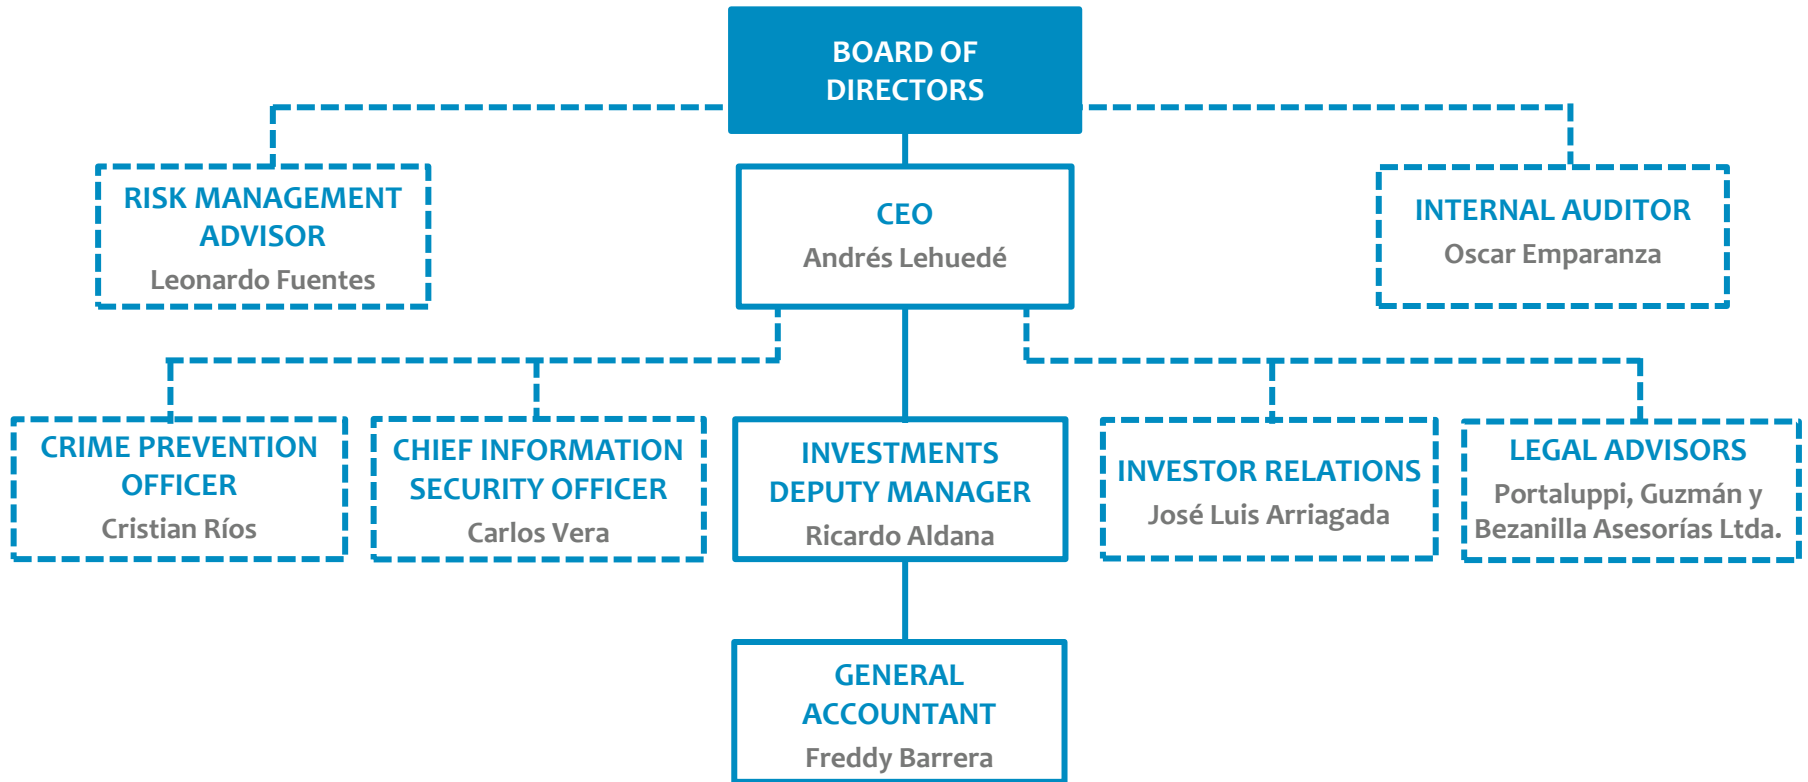 BOARD OF
DIRECTORS
RISK MANAGEMENT
ADVISOR
Leonardo Fuentes
CEO
Andrés Lehuedé
INTERNAL AUDITOR
Oscar Emparanza
CRIME PREVENTION
OFFICER
Cristian Ríos
CHIEF INFORMATION
SECURITY OFFICER
Carlos Vera
INVESTMENTS
DEPUTY MANAGER
Ricardo Aldana
INVESTOR RELATIONS
José Luis Arriagada
LEGAL ADVISORS
Portaluppi, Guzmán y
Bezanilla Asesorías Ltda.
GENERAL
ACCOUNTANT
Freddy Barrera